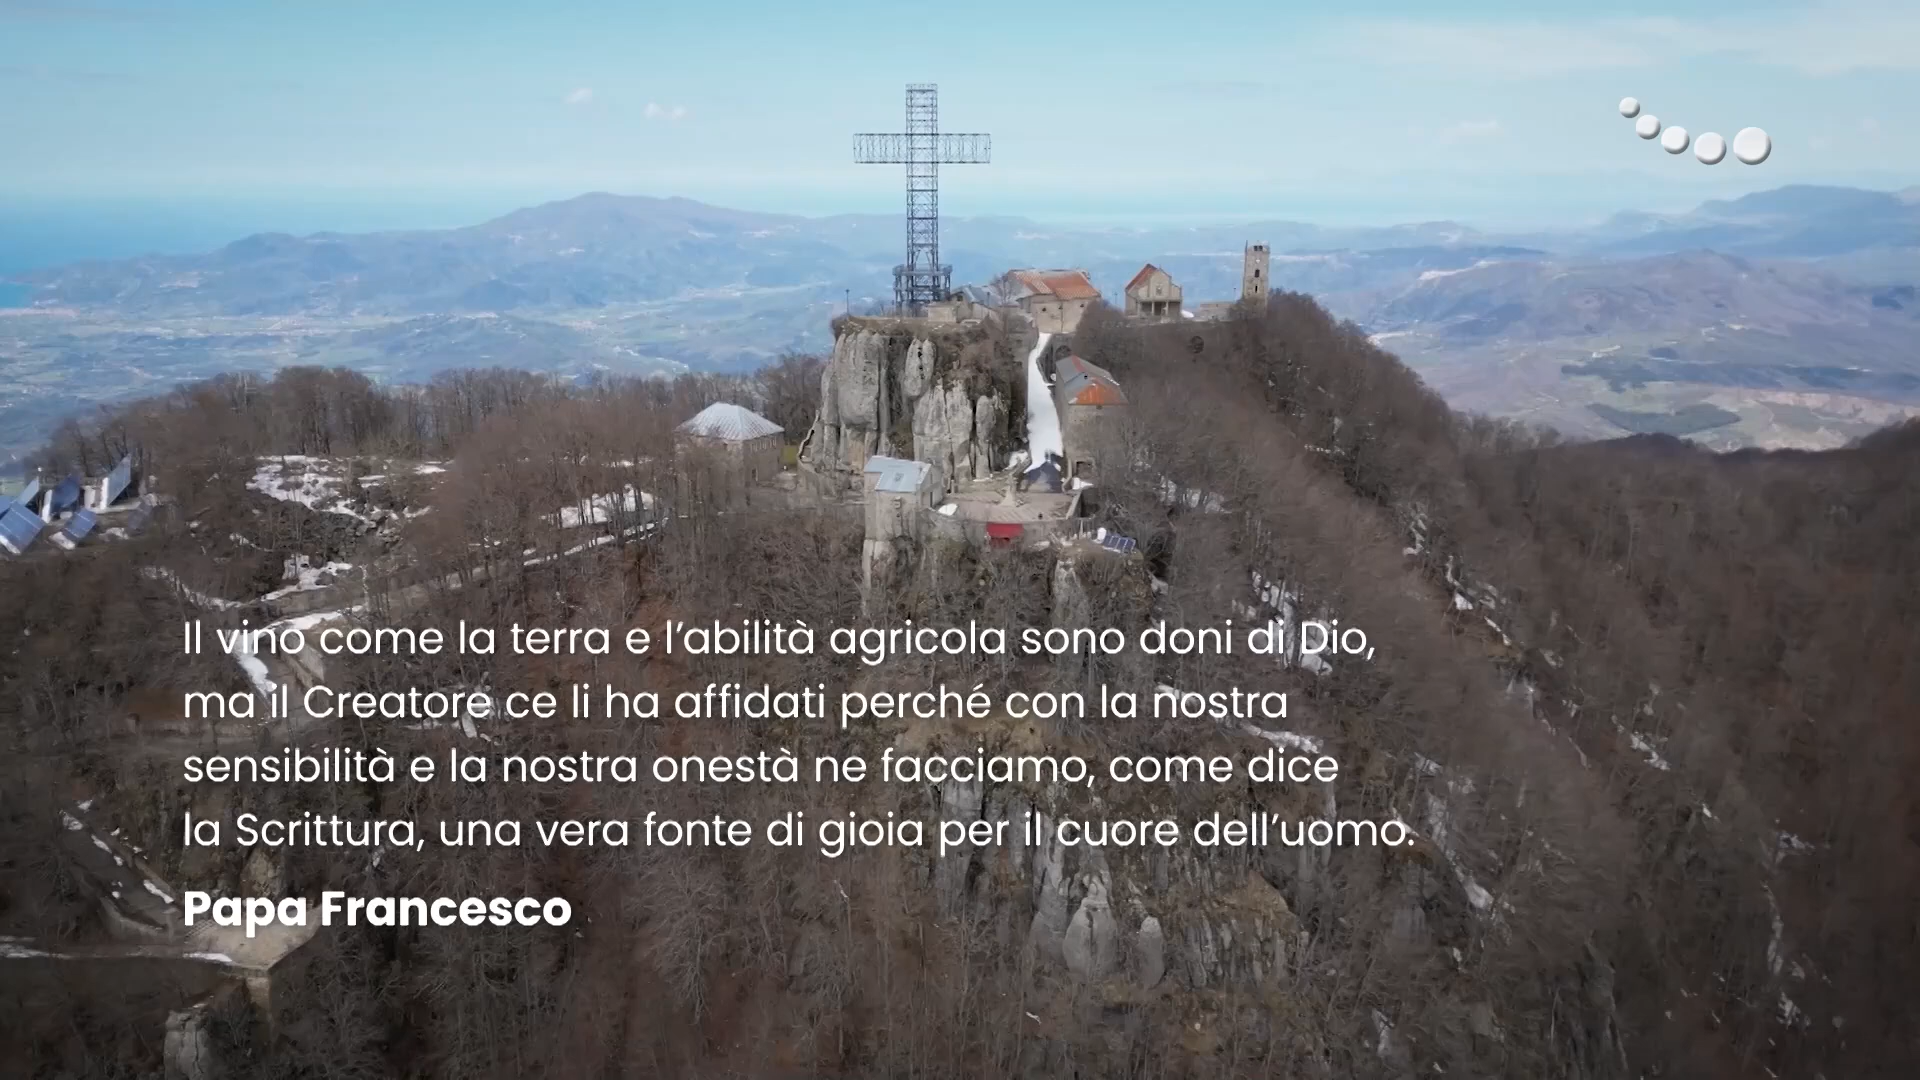 Il vino come la terra e l’abilità agricola sono doni di Dio,
ma il Creatore ce li ha affidati perché con la nostra
sensibilità e la nostra onestà ne facciamo, come dice
la Scrittura, una vera fonte di gioia per il cuore dell’uomo.
Papa Francesco